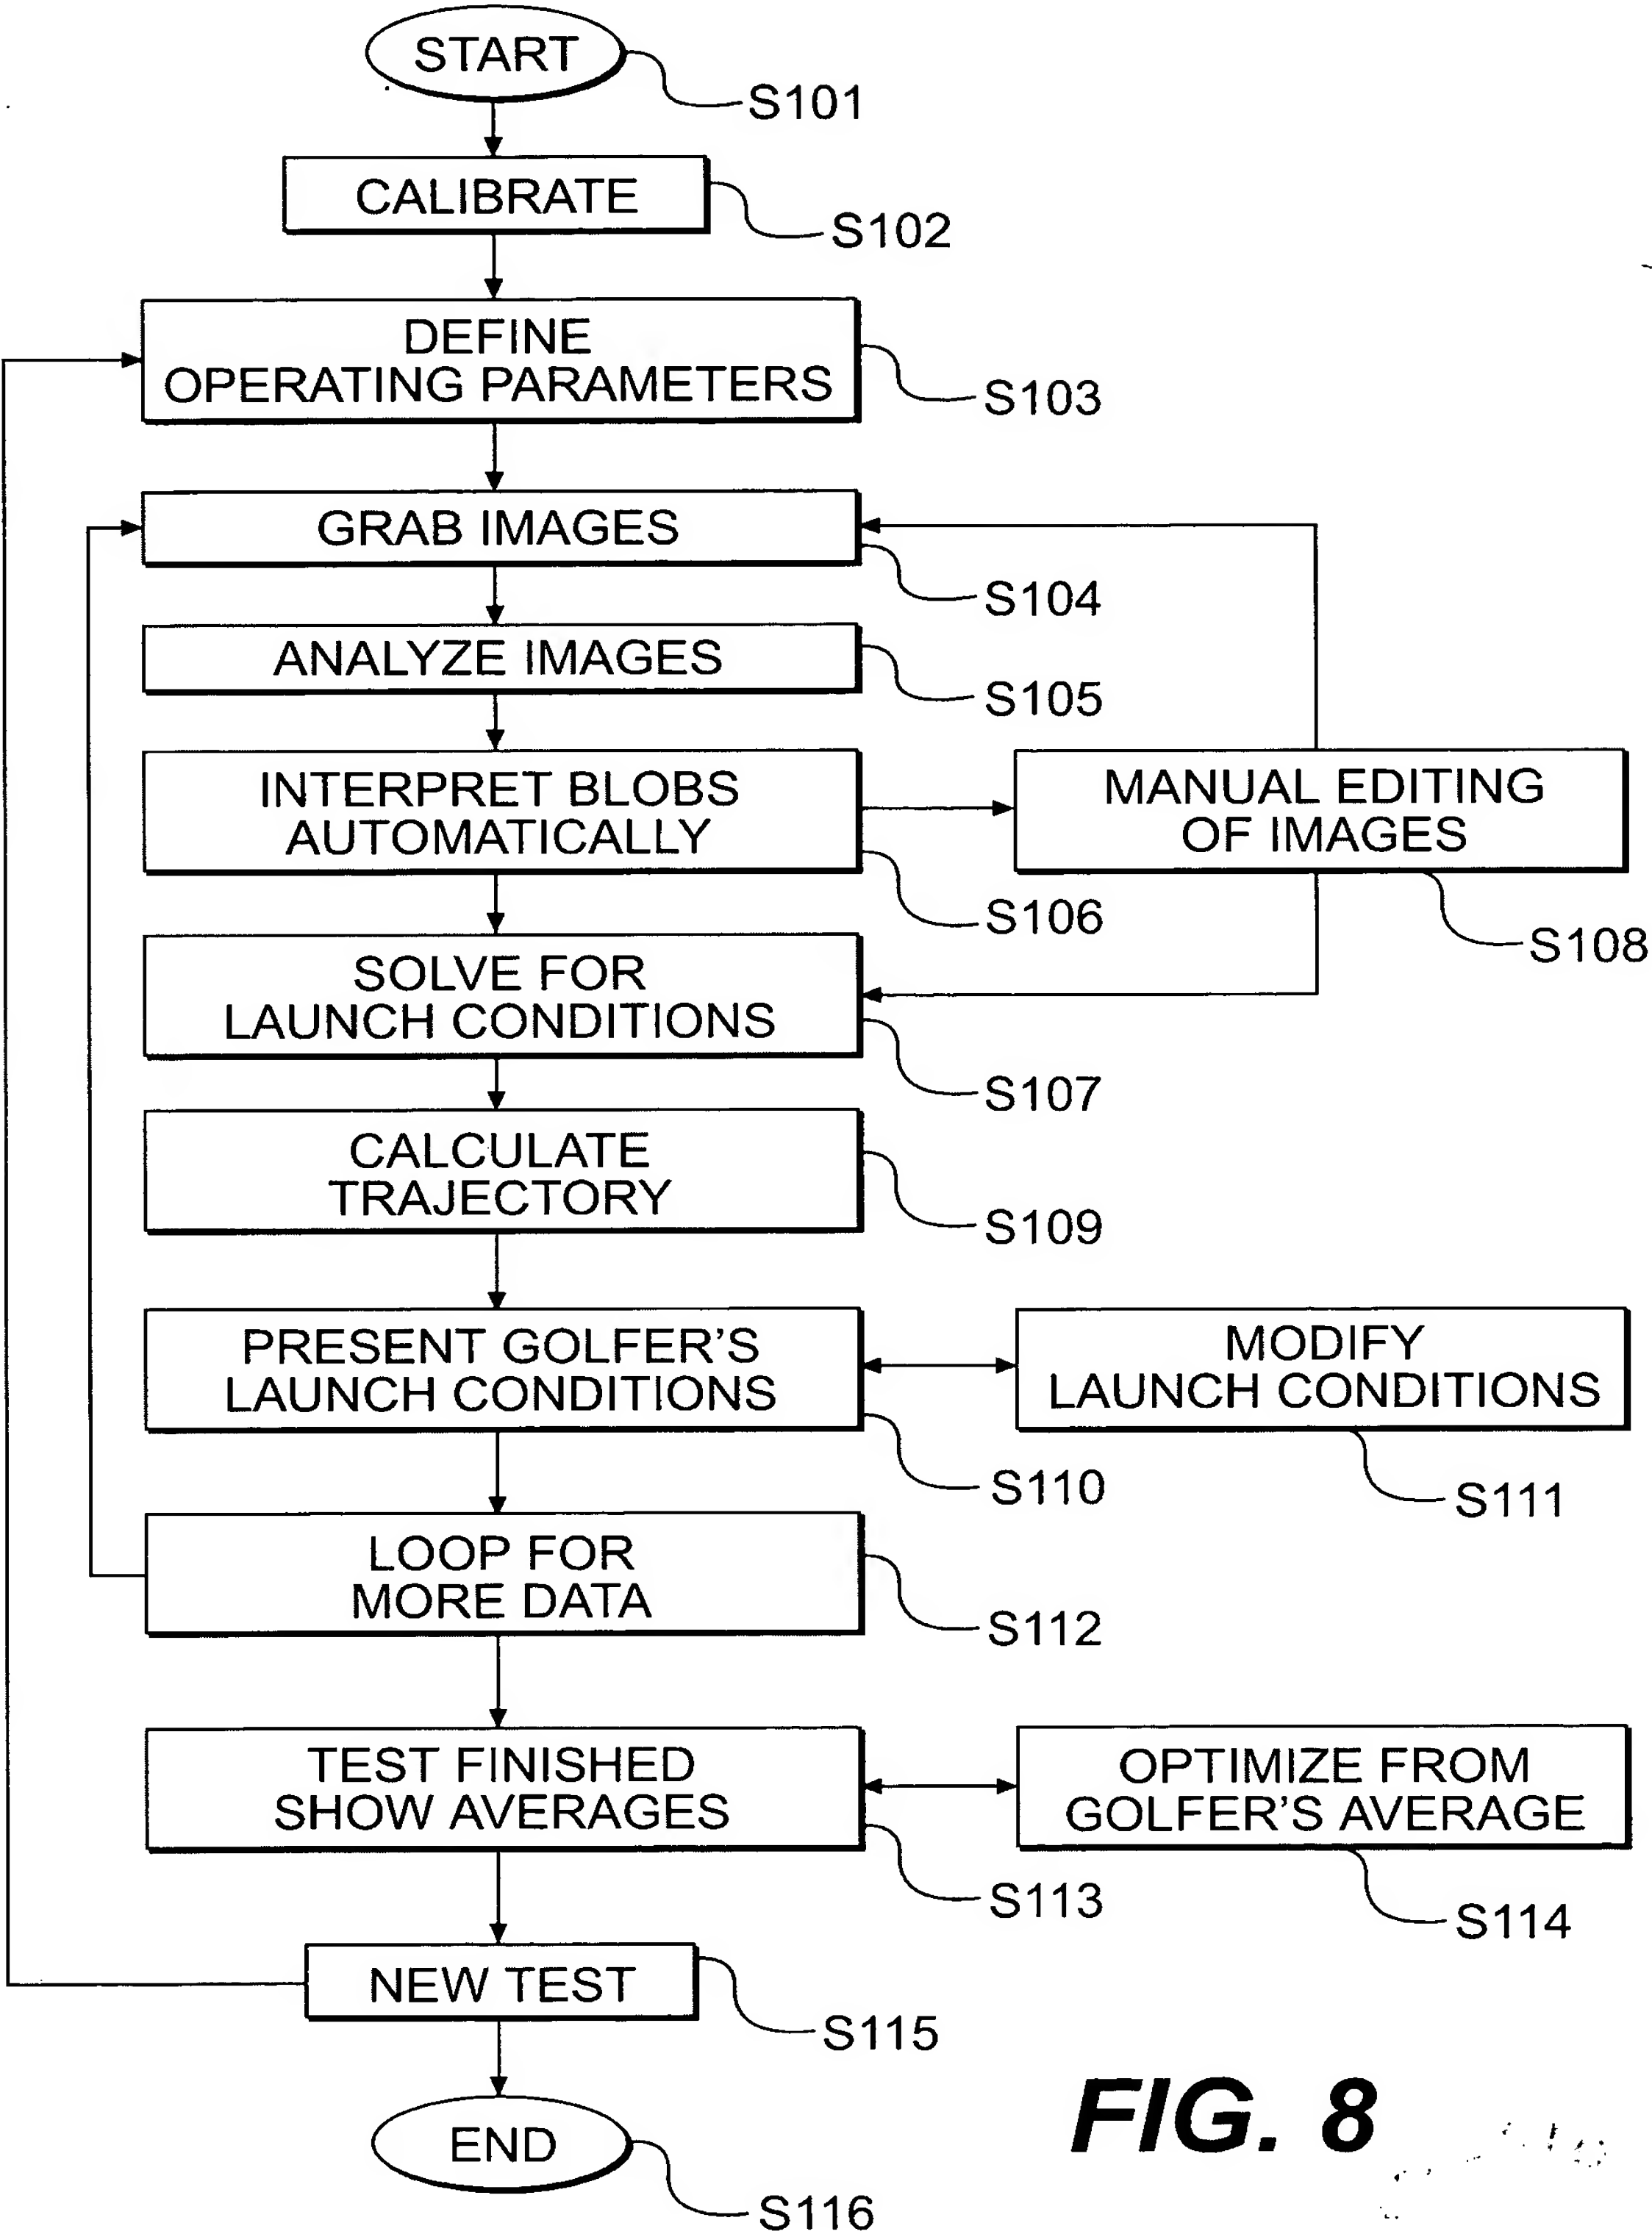 START
S101
CALIBRATE
S102
DEFINE
OPERATING PARAMETERS
S103
GRAB IMAGES
S104
ANALYZE IMAGES
S105
INTERPRET BLOBS
AUTOMATICALLY
S106
MANUAL EDITING
OF IMAGES
S108
SOLVE FOR
LAUNCH CONDITIONS
S107
CALCULATE
TRAJECTORY
S109
PRESENT GOLFER'S
LAUNCH CONDITIONS
S110
MODIFY
LAUNCH CONDITIONS
S111
LOOP FOR
MORE DATA
S112
TEST FINISHED
SHOW AVERAGES
S113
OPTIMIZE FROM
GOLFER'S AVERAGE
S114
NEW TEST
S115
END
S116
FIG. 8